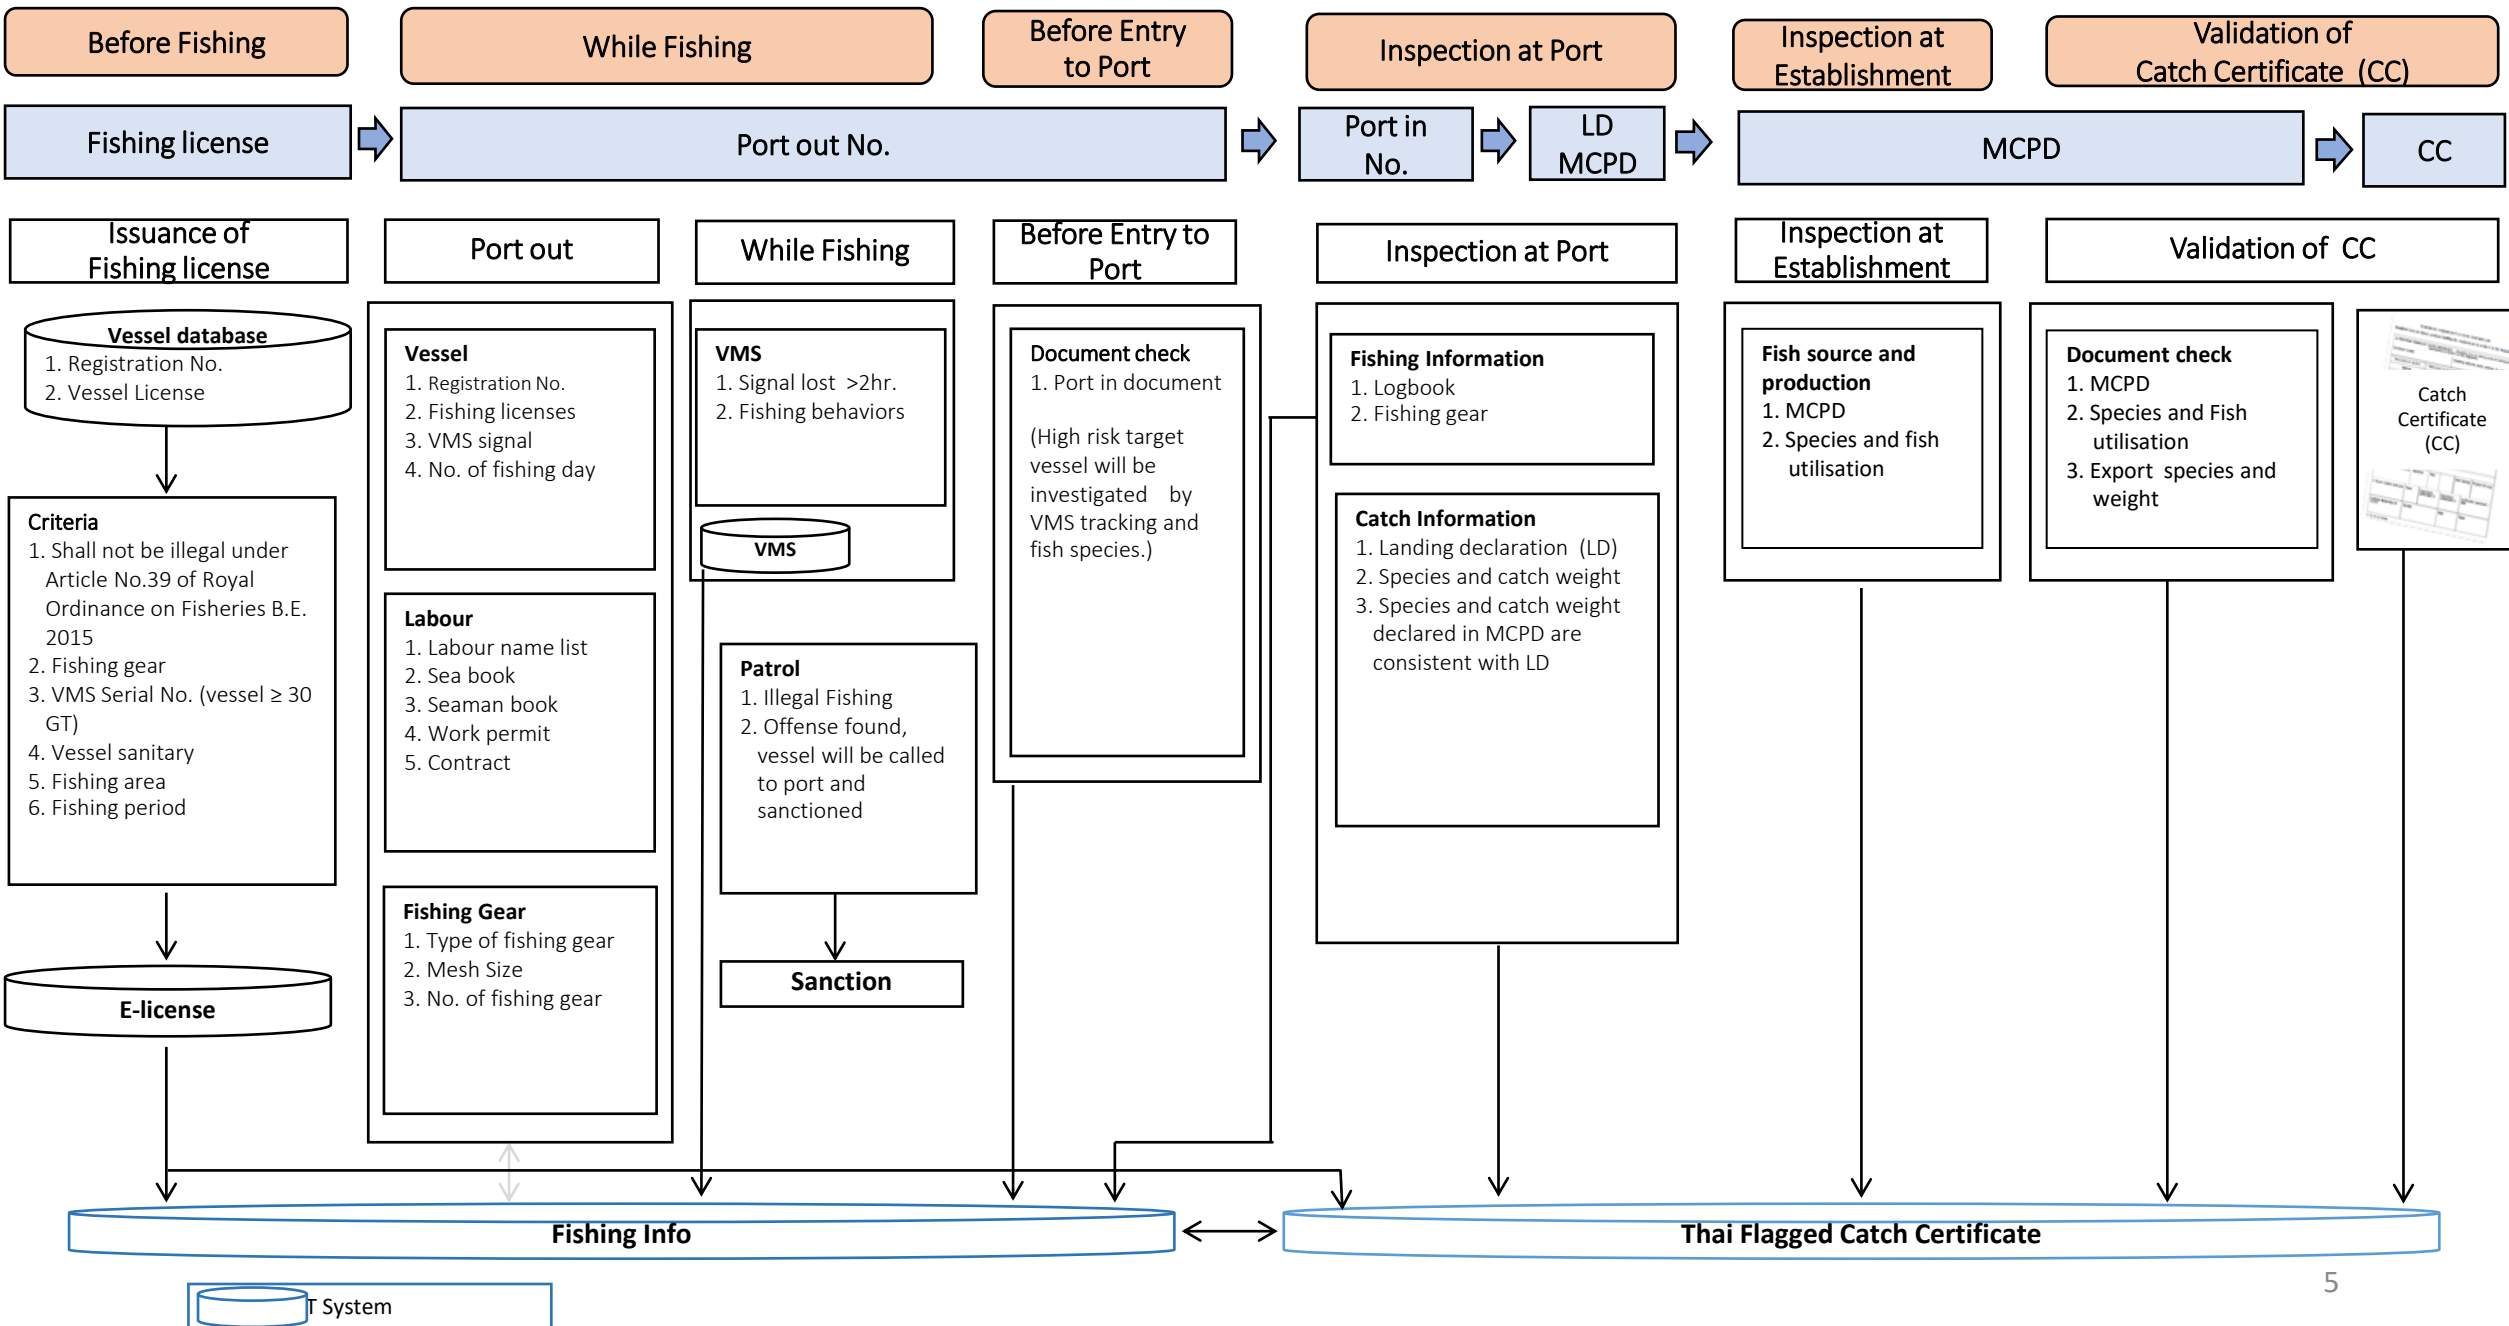 Before Fishing
While Fishing
Before Entry
to Port
Inspection at Port
Inspection at
Establishment
Validation of
Catch Certificate (CC)
Fishing license
Port out No.
Port in
No.
LD
MCPD
MCPD
CC
Issuance of
Fishing license
Port out
While Fishing
Before Entry to
Port
Inspection at Port
Inspection at
Establishment
Validation of CC
Vessel database
1. Registration No.
2. Vessel License
Criteria
1. Shall not be illegal under
Article No.39 of Royal
Ordinance on Fisheries B.E.
2015
2. Fishing gear
3. VMS Serial No. (vessel ≥ 30
GT)
4. Vessel sanitary
5. Fishing area
6. Fishing period
E-license
Vessel
1. Registration No.
2. Fishing licenses
3. VMS signal
4. No. of fishing day
Labour
1. Labour name list
2. Sea book
3. Seaman book
4. Work permit
5. Contract
Fishing Gear
1. Type of fishing gear
2. Mesh Size
3. No. of fishing gear
VMS
1. Signal lost >2hr.
2. Fishing behaviors
VMS
Patrol
1. Illegal Fishing
2. Offense found,
vessel will be called
to port and
sanctioned
Sanction
Document check
1. Port in document
(High risk target
vessel will be
investigated by
VMS tracking and
fish species.)
Fishing Information
1. Logbook
2. Fishing gear
Catch Information
1. Landing declaration (LD)
2. Species and catch weight
3. Species and catch weight
declared in MCPD are
consistent with LD
Fish source and
production
1. MCPD
2. Species and fish
utilisation
Document check
1. MCPD
2. Species and Fish
utilisation
3. Export species and
weight
Catch
Certificate
(CC)
Fishing Info
Thai Flagged Catch Certificate
T System
5